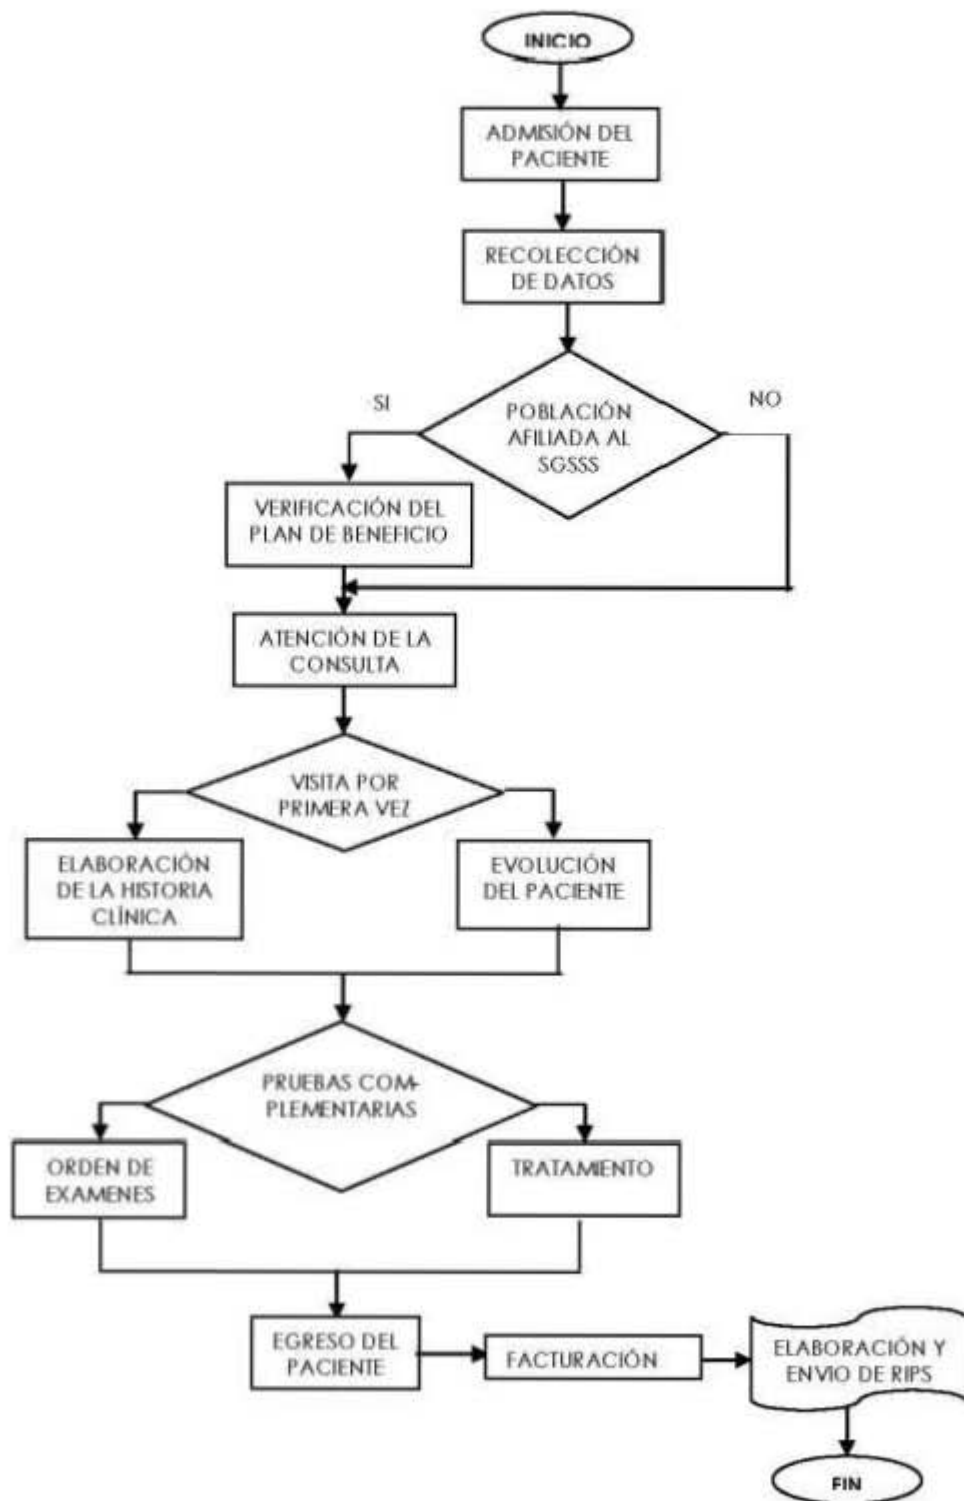 INICIO
ADMISIÓN DEL
PACIENTE
RECOLECCIÓN
DE DATOS
SI
POBLACIÓN
AFILIADA AL
SGSSS
NO
VERIFICACIÓN DEL
PLAN DE BENEFICIO
ATENCIÓN DE LA
CONSULTA
VISITA POR
PRIMERA VEZ
ELABORACIÓN
DE LA HISTORIA
CLÍNICA
EVOLUCIÓN
DEL PACIENTE
PRUEBAS COM-
PLEMENTARIAS
ORDEN DE
EXAMENES
TRATAMIENTO
EGRESO DEL
PACIENTE
FACTURACIÓN
ELABORACIÓN Y
ENVIO DE RIPS
FIN